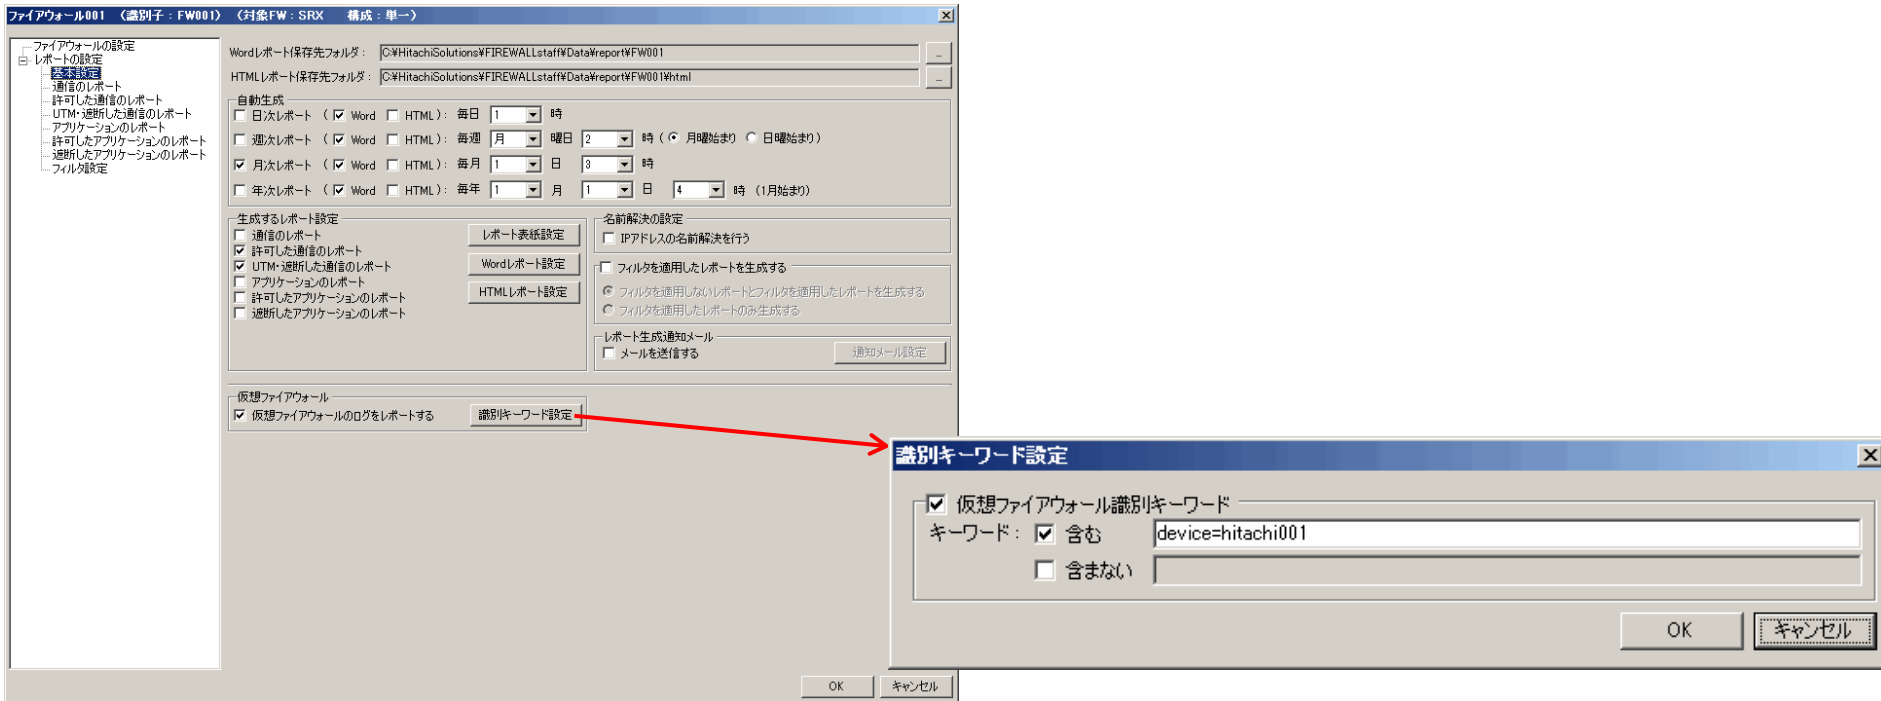 ファイアウォール001 （識別子：FW001） （対象FW：SRX 構成：単一）
ファイアウォールの設定
レポートの設定
基本設定
通信のレポート
許可した通信のレポート
UTM・遮断した通信のレポート
アプリケーションのレポート
許可したアプリケーションのレポート
遮断したアプリケーションのレポート
フィルタ設定
Wordレポート保存先フォルダ： C:¥HitachiSolutions¥FIREWALLstaff¥Data¥report¥FW001 ...
HTMLレポート保存先フォルダ： C:¥HitachiSolutions¥FIREWALLstaff¥Data¥report¥FW001¥html ...
自動生成
日次レポート （ Word HTML ）： 毎日 1 時
週次レポート （ Word HTML ）： 毎週 月 曜日 2 時 （ 月曜始まり 日曜始まり ）
月次レポート （ Word HTML ）： 毎月 1 日 3 時
年次レポート （ Word HTML ）： 毎年 1 月 1 日 4 時 （1月始まり）
生成するレポート設定
通信のレポート
許可した通信のレポート
UTM・遮断した通信のレポート
アプリケーションのレポート
許可したアプリケーションのレポート
遮断したアプリケーションのレポート
レポート表紙設定
Wordレポート設定
HTMLレポート設定
名前解決の設定
IPアドレスの名前解決を行う
フィルタを適用したレポートを生成する
フィルタを適用しないレポートとフィルタを適用したレポートを生成する
フィルタを適用したレポートのみ生成する
レポート生成通知メール
メールを送信する 通知メール設定
仮想ファイアウォール
仮想ファイアウォールのログをレポートする 識別キーワード設定
OK キャンセル
識別キーワード設定
仮想ファイアウォール識別キーワード
キーワード： 含む device=hitachi001
含まない
OK キャンセル